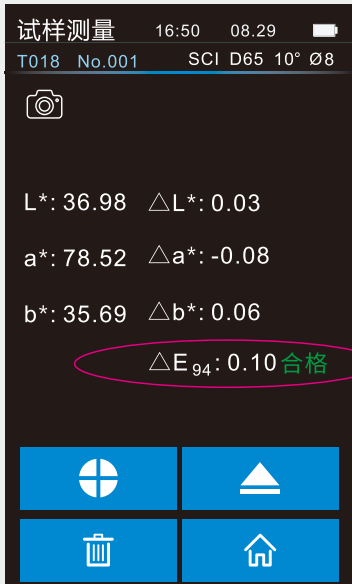 试样测量 16:50 08.29
T018 No.001 SCI D65 10° Ø8
L*: 36.98 △L*: 0.03
a*: 78.52 △a*: -0.08
b*: 35.69 △b*: 0.06
△E94: 0.10 合格